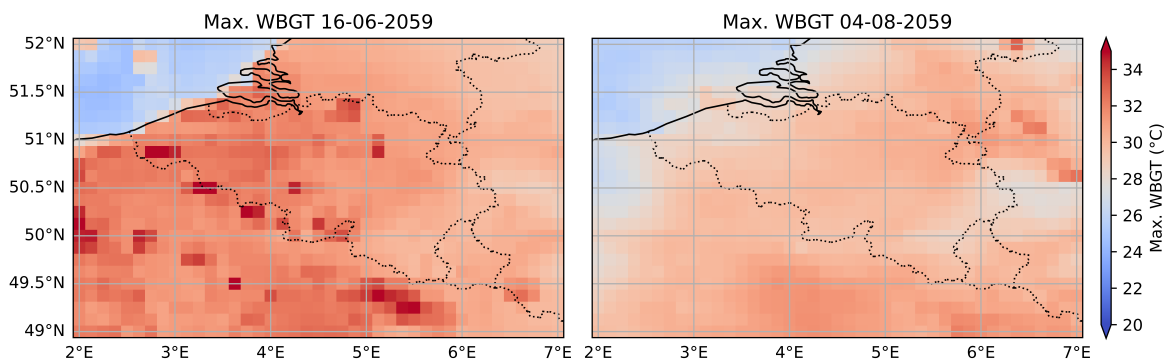 Max. WBGT 16-06-2059
Max. WBGT 04-08-2059
52°N
51.5°N
51°N
50.5°N
50°N
49.5°N
49°N
2°E 3°E 4°E 5°E 6°E 7°E
2°E 3°E 4°E 5°E 6°E 7°E
34
32
30
28
26
24
22
20
Max. WBGT (°C)